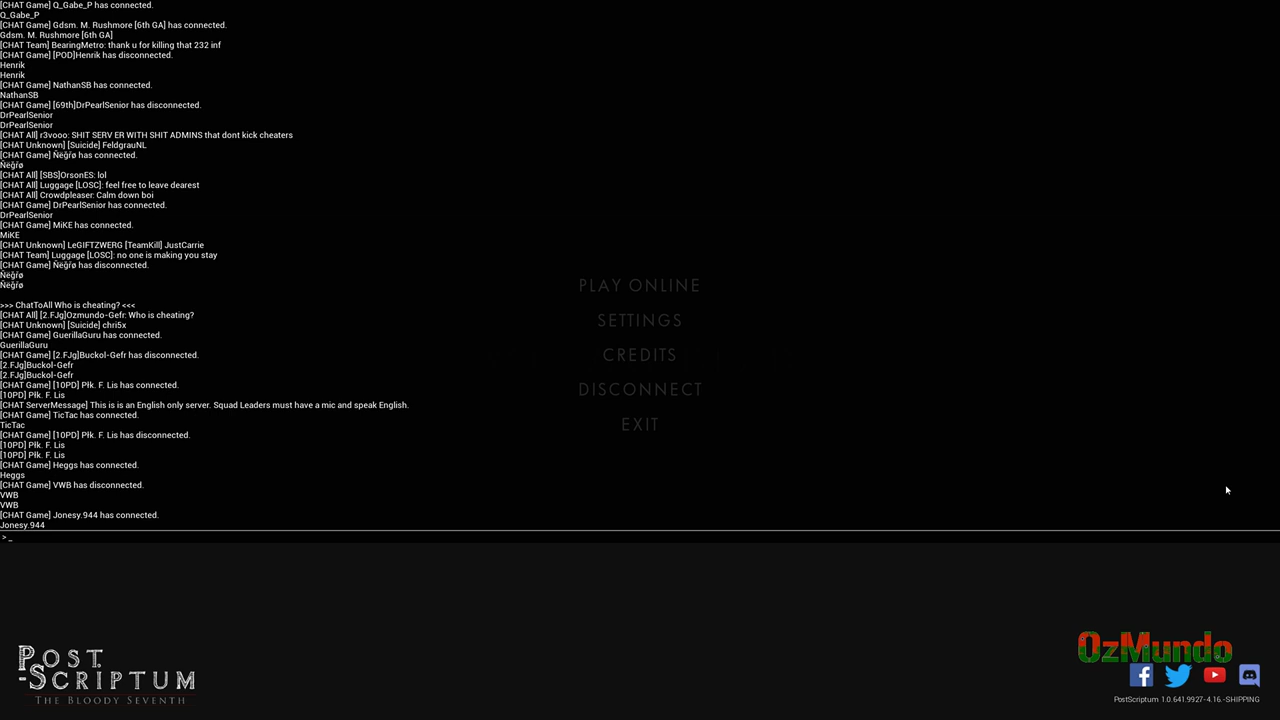 [CHAT Game] Q_Gabe_P has connected.
Q_Gabe_P
[CHAT Game] Gdsm. M. Rushmore [6th GA] has connected.
Gdsm. M. Rushmore [6th GA]
[CHAT Team] BearingMetro: thank u for killing that 232 inf
[CHAT Game] [POD]Henrik has disconnected.
Henrik
Henrik
[CHAT Game] NathanSB has connected.
NathanSB
[CHAT Game] [69th]DrPearlSenior has disconnected.
DrPearlSenior
DrPearlSenior
[CHAT All] r3vooo: SHIT SERV ER WITH SHIT ADMINS that dont kick cheaters
[CHAT Unknown] [Suicide] FeldgrauNL
[CHAT Game] Ñëğŕø has connected.
Ñëğŕø
[CHAT All] [SBS]OrsonES: lol
[CHAT All] Luggage [LOSC]: feel free to leave dearest
[CHAT All] Crowdpleaser: Calm down boi
[CHAT Game] DrPearlSenior has connected.
DrPearlSenior
[CHAT Game] MiKE has connected.
MiKE
[CHAT Unknown] LeGIFTZWERG [TeamKill] JustCarrie
[CHAT Team] Luggage [LOSC]: no one is making you stay
[CHAT Game] Ñëğŕø has disconnected.
Ñëğŕø
Ñëğŕø
>>> ChatToAll Who is cheating? <<<
[CHAT All] [2.FJg]Ozmundo-Gefr: Who is cheating?
[CHAT Unknown] [Suicide] chri5x
[CHAT Game] GuerillaGuru has connected.
GuerillaGuru
[CHAT Game] [2.FJg]Buckol-Gefr has disconnected.
[2.FJg]Buckol-Gefr
[2.FJg]Buckol-Gefr
[CHAT Game] [10PD] Płk. F. Lis has connected.
[10PD] Płk. F. Lis
[CHAT ServerMessage] This is is an English only server. Squad Leaders must have a mic and speak English.
[CHAT Game] TicTac has connected.
TicTac
[CHAT Game] [10PD] Płk. F. Lis has disconnected.
[10PD] Płk. F. Lis
[10PD] Płk. F. Lis
[CHAT Game] Heggs has connected.
Heggs
[CHAT Game] VWB has disconnected.
VWB
VWB
[CHAT Game] Jonesy.944 has connected.
Jonesy.944
>_
PLAY ONLINE
SETTINGS
CREDITS
DISCONNECT
EXIT
POST
-SCRIPTUM
THE BLOODY SEVENTH
OzMundo
PostScriptum 1.0.641.9927-4.16.-SHIPPING